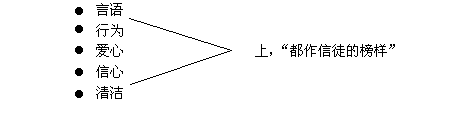 ● 言语
● 行为
● 爱心
● 信心
● 清洁
上，“都作信徒的榜样”